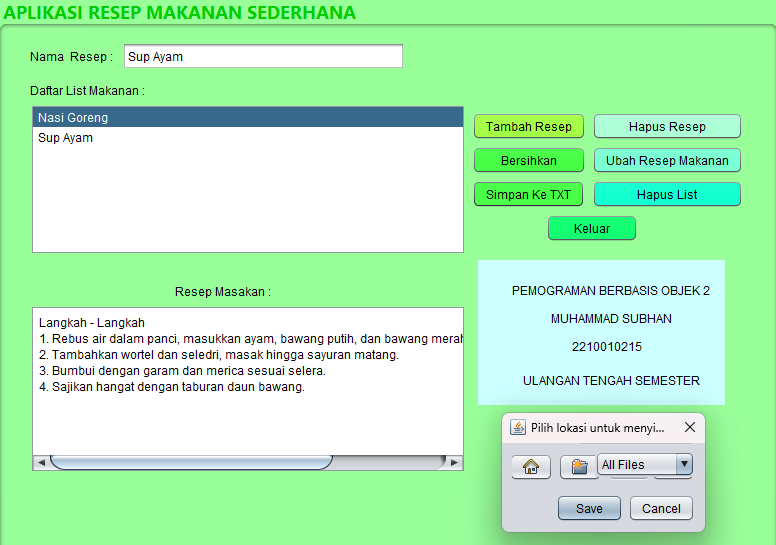 APLIKASI RESEP MAKANAN SEDERHANA
Nama Resep :
Sup Ayam
Daftar List Makanan :
Nasi Goreng
Sup Ayam
Tambah Resep
Hapus Resep
Bersihkan
Ubah Resep Makanan
Simpan Ke TXT
Hapus List
Keluar
Resep Masakan :
Langkah - Langkah
1. Rebus air dalam panci, masukkan ayam, bawang putih, dan bawang merah
2. Tambahkan wortel dan seledri, masak hingga sayuran matang.
3. Bumbui dengan garam dan merica sesuai selera.
4. Sajikan hangat dengan taburan daun bawang.
PEMOGRAMAN BERBASIS OBJEK 2
MUHAMMAD SUBHAN
2210010215
ULANGAN TENGAH SEMESTER
Pilih lokasi untuk menyi...
All Files
Save
Cancel